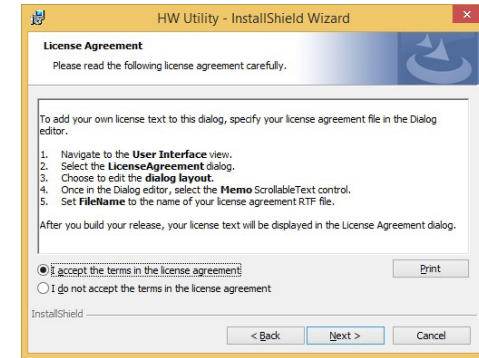 HW Utility - InstallShield Wizard
License Agreement
Please read the following license agreement carefully.
To add your own license text to this dialog, specify your license agreement file in the Dialog
editor.
1. Navigate to the User Interface view.
2. Select the LicenseAgreement dialog.
3. Choose to edit the dialog layout.
4. Once in the Dialog editor, select the Memo ScrollableText control.
5. Set FileName to the name of your license agreement RTF file.
After you build your release, your license text will be displayed in the License Agreement dialog.
I accept the terms in the license agreement
Print
I do not accept the terms in the license agreement
InstallShield
< Back Next > Cancel